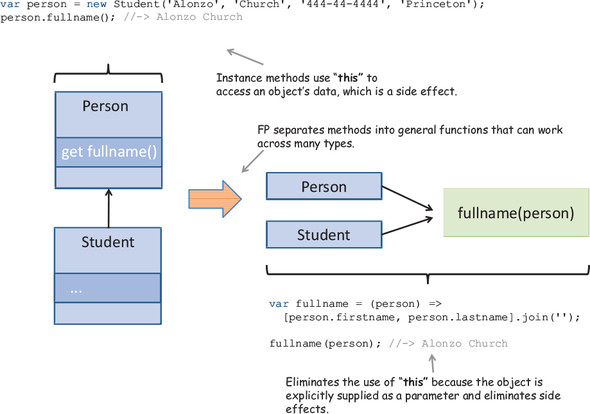 var person = new Student('Alonzo', 'Church', '444-44-4444', 'Princeton');
person.fullname(); //-> Alonzo Church
Instance methods use “this” to
access an object's data, which is a side effect.
Person
get fullname()
Student
...
FP separates methods into general functions that can work
across many types.
Person
Student
fullname(person)
var fullname = (person) =>
[person.firstname, person.lastname].join('');
fullname(person); //-> Alonzo Church
Eliminates the use of “this” because the object is
explicitly supplied as a parameter and eliminates side
effects.